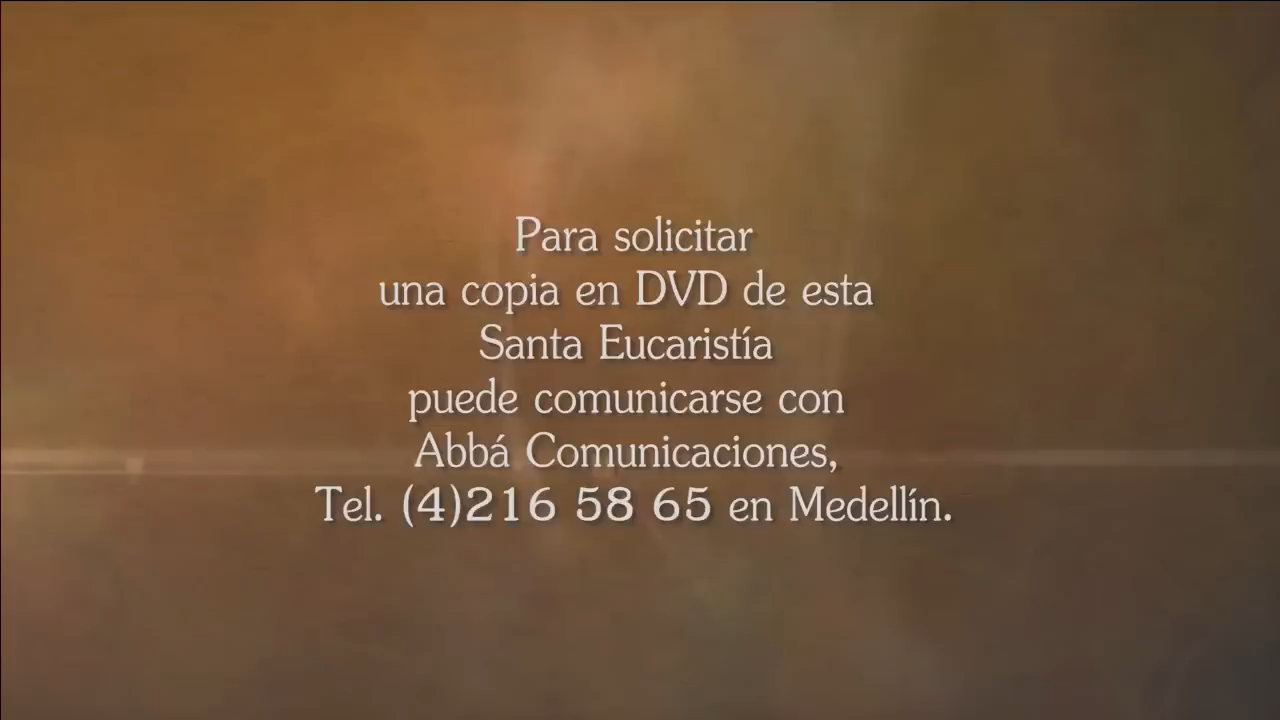 Para solicitar
una copia en DVD de esta
Santa Eucaristía
puede comunicarse con
Abbá Comunicaciones,
Tel. (4)216 58 65 en Medellín.